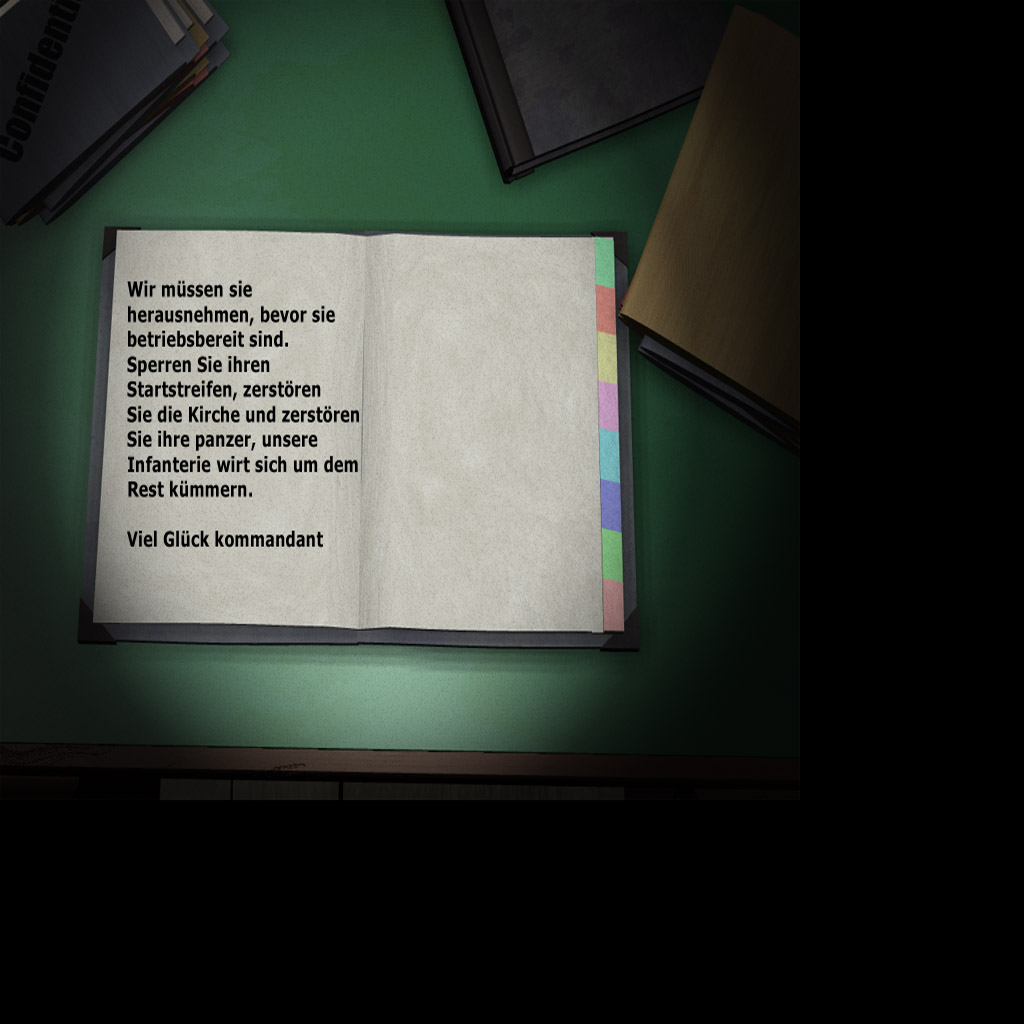 Confidenti
Wir müssen sie
herausnehmen, bevor sie
betriebsbereit sind.
Sperren Sie ihren
Startstreifen, zerstören
Sie die Kirche und zerstören
Sie ihre panzer, unsere
Infanterie wirt sich um dem
Rest kümmern.
Viel Glück kommandant